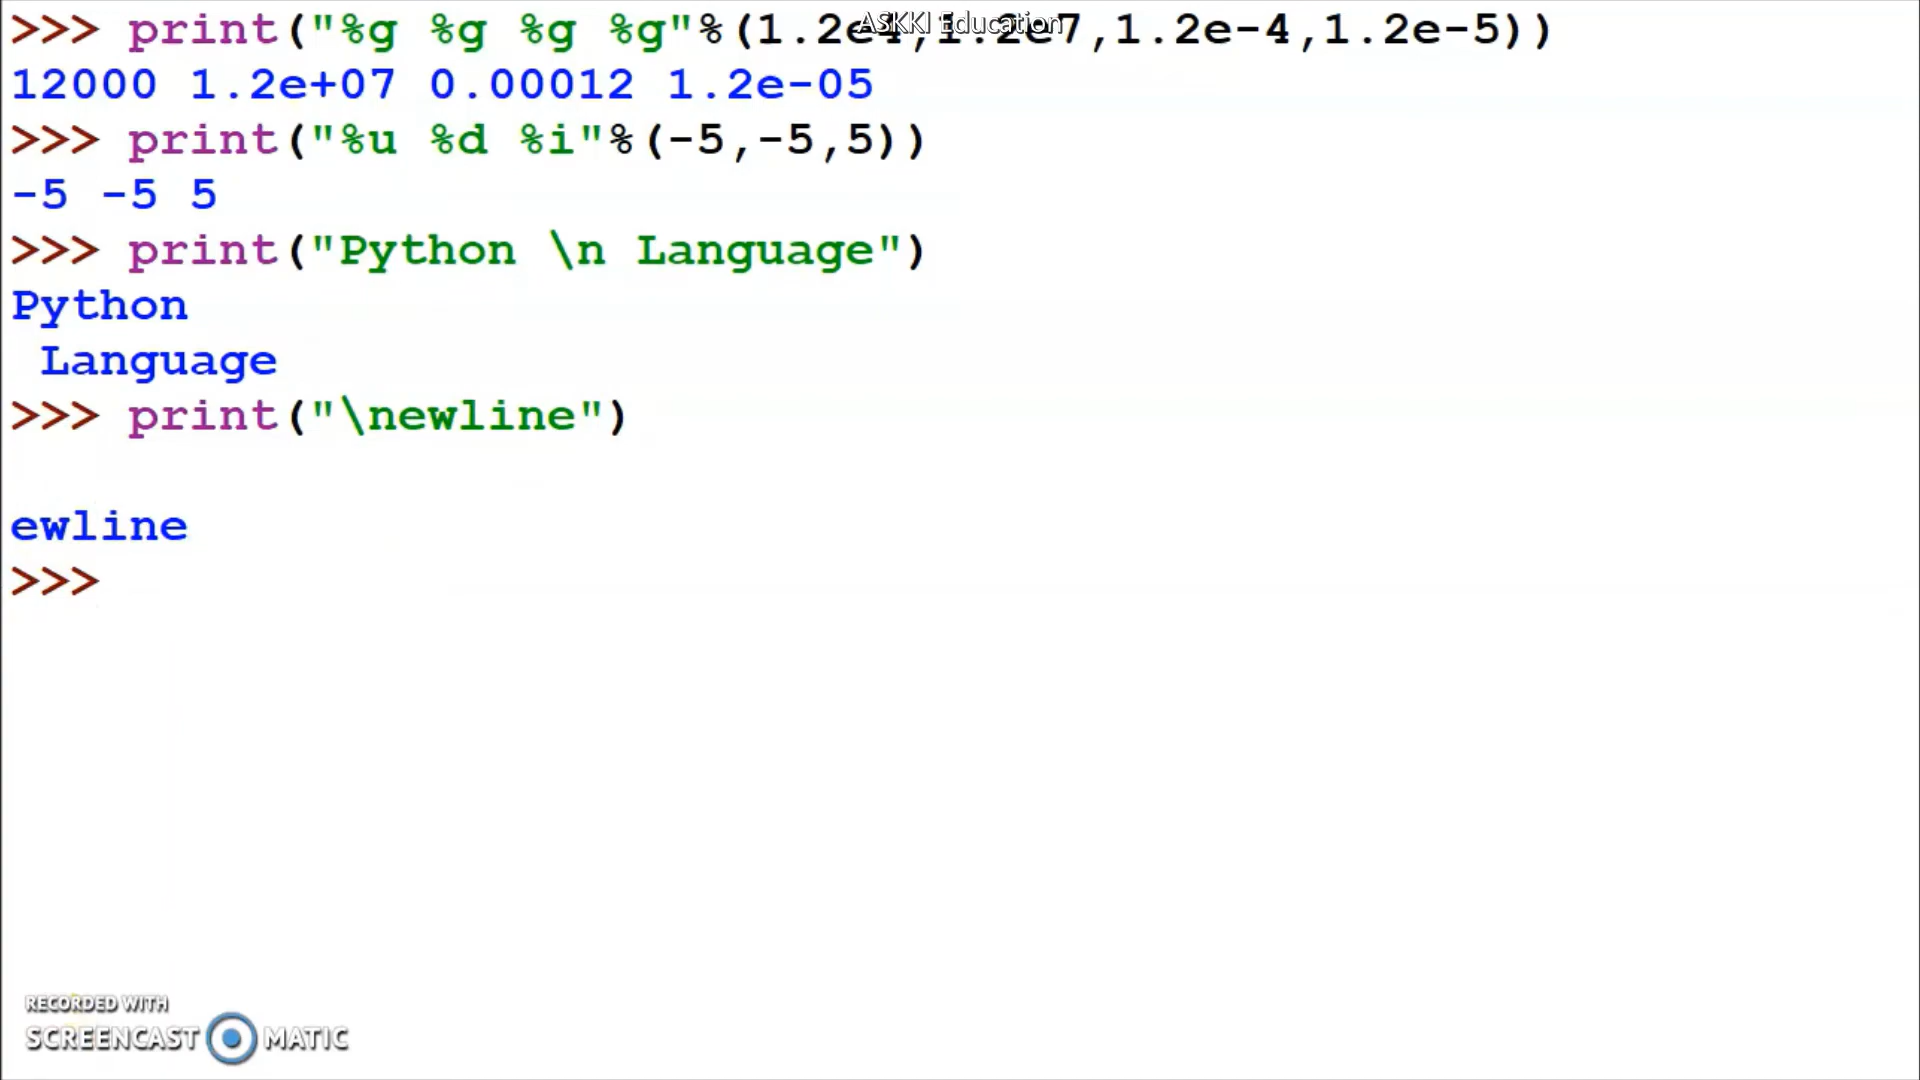 ASKKI Education
>>> print("%g %g %g %g"%(1.2e4,1.2e7,1.2e-4,1.2e-5))
12000 1.2e+07 0.00012 1.2e-05
>>> print("%u %d %i"%(-5,-5,5))
-5 -5 5
>>> print("Python \n Language")
Python
 Language
>>> print("\newline")

ewline
>>>
RECORDED WITH
SCREENCAST MATIC